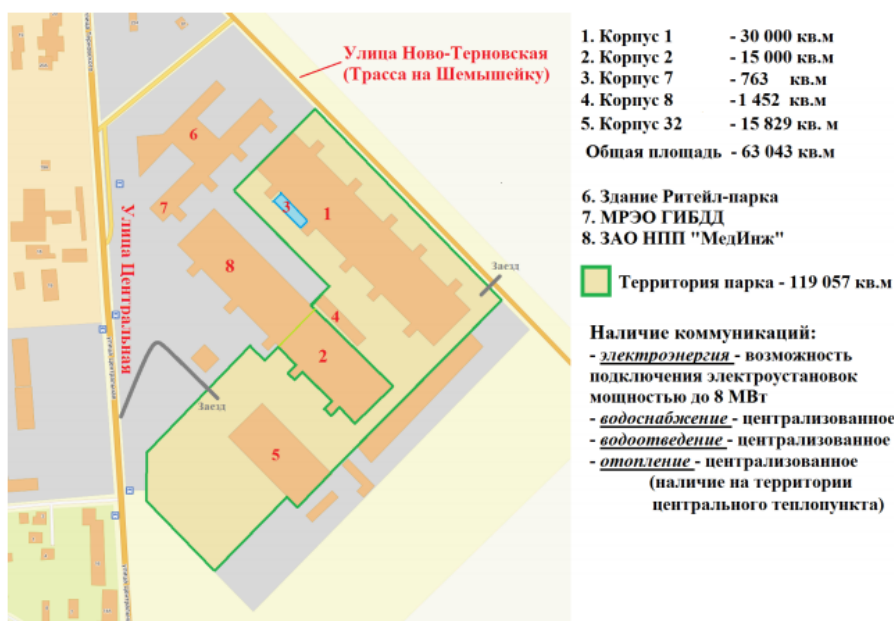 Улица Ново-Терновская
(Трасса на Шемышейку)
Улица Центральная
Заезд
Заезд
6
7
3
1
8
4
2
5
1. Корпус 1 - 30 000 кв.м
2. Корпус 2 - 15 000 кв.м
3. Корпус 7 - 763 кв.м
4. Корпус 8 -1 452 кв.м
5. Корпус 32 - 15 829 кв. м
Общая площадь - 63 043 кв.м
6. Здание Ритейл-парка
7. МРЭО ГИБДД
8. ЗАО НПП "МедИнж"
Территория парка - 119 057 кв.м
Наличие коммуникаций:
- электроэнергия - возможность
подключения электроустановок
мощностью до 8 МВт
- водоснабжение - централизованное
- водоотведение - централизованное
- отопление - централизованное
(наличие на территории
центрального теплопункта)